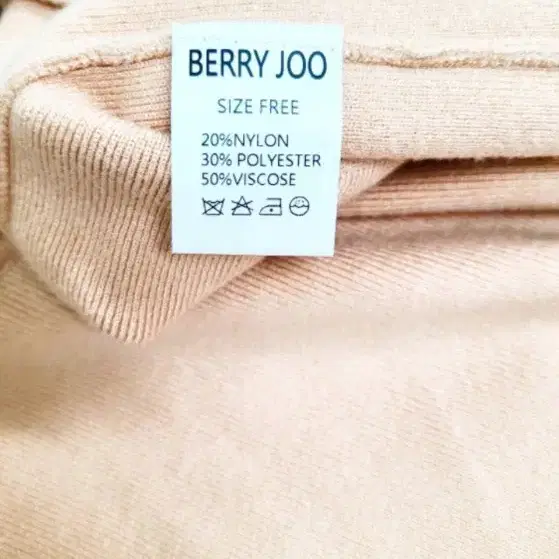 BERRY JOO
SIZE FREE
20%NYLON
30% POLYESTER
50%VISCOSE